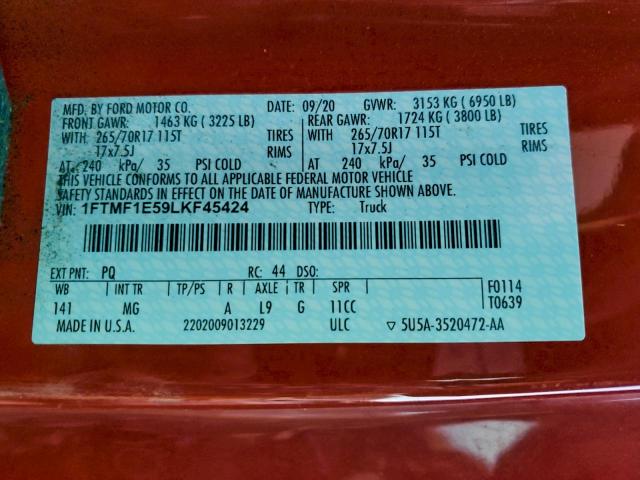 MFD. BY FORD MOTOR CO. DATE: 09/20 GVWR: 3153 KG ( 6950 LB)
FRONT GAWR: 1463 KG ( 3225 LB) REAR GAWR: 1724 KG ( 3800 LB)
WITH 265/70R17 115T TIRES WITH 265/70R17 115T TIRES
17x7.5J RIMS 17x7.5J RIMS
AT 240 kPa/ 35 PSI COLD AT 240 kPa/ 35 PSI COLD
THIS VEHICLE CONFORMS TO ALL APPLICABLE FEDERAL MOTOR VEHICLE
SAFETY STANDARDS IN EFFECT ON THE DATE OF MANUFACTURE SHOWN ABOVE.
VIN: 1FTMF1E59LKF45424 TYPE: Truck
EXT PNT: PQ RC: 44 DSO:
WB INT TR TP/PS R AXLE TR SPR F0114
141 MG A L9 G 11CC T0639
MADE IN U.S.A. 2202009013229 ULC ▽ 5U5A-3520472-AA